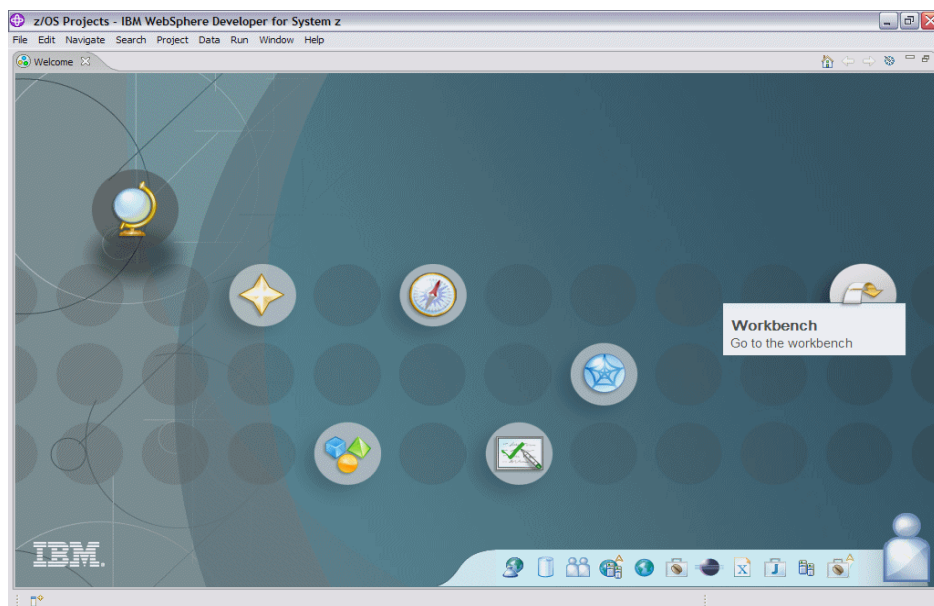 z/OS Projects - IBM WebSphere Developer for System z
File Edit Navigate Search Project Data Run Window Help
Welcome
Workbench
Go to the workbench
IBM.
X
J